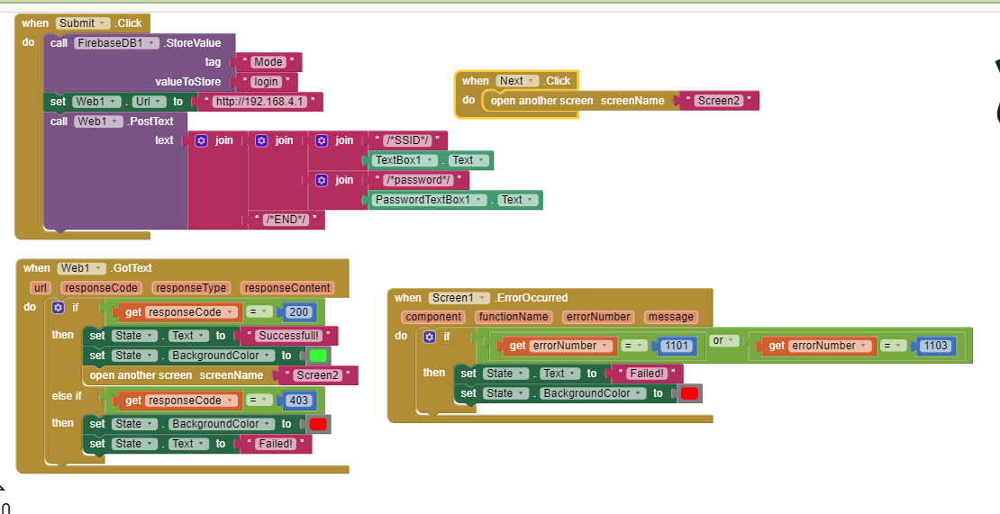 when Submit .Click
do call FirebaseDB1 .StoreValue
tag " Mode "
valueToStore " login "
set Web1 . Url to " http://192.168.4.1 "
call Web1 .PostText
text join join join " /*SSID*/ "
TextBox1 . Text
join " /*password*/ "
PasswordTextBox1 . Text
" /*END*/ "
when Next .Click
do open another screen screenName " Screen2 "
when Web1 .GotText
url responseCode responseType responseContent
do if get responseCode = 200
then set State . Text to " Successfull! "
set State . BackgroundColor to
open another screen screenName " Screen2 "
else if get responseCode = 403
then set State . BackgroundColor to
set State . Text to " Failed! "
when Screen1 .ErrorOccurred
component functionName errorNumber message
do if get errorNumber = 1101 or get errorNumber = 1103
then set State . Text to " Failed! "
set State . BackgroundColor to
0